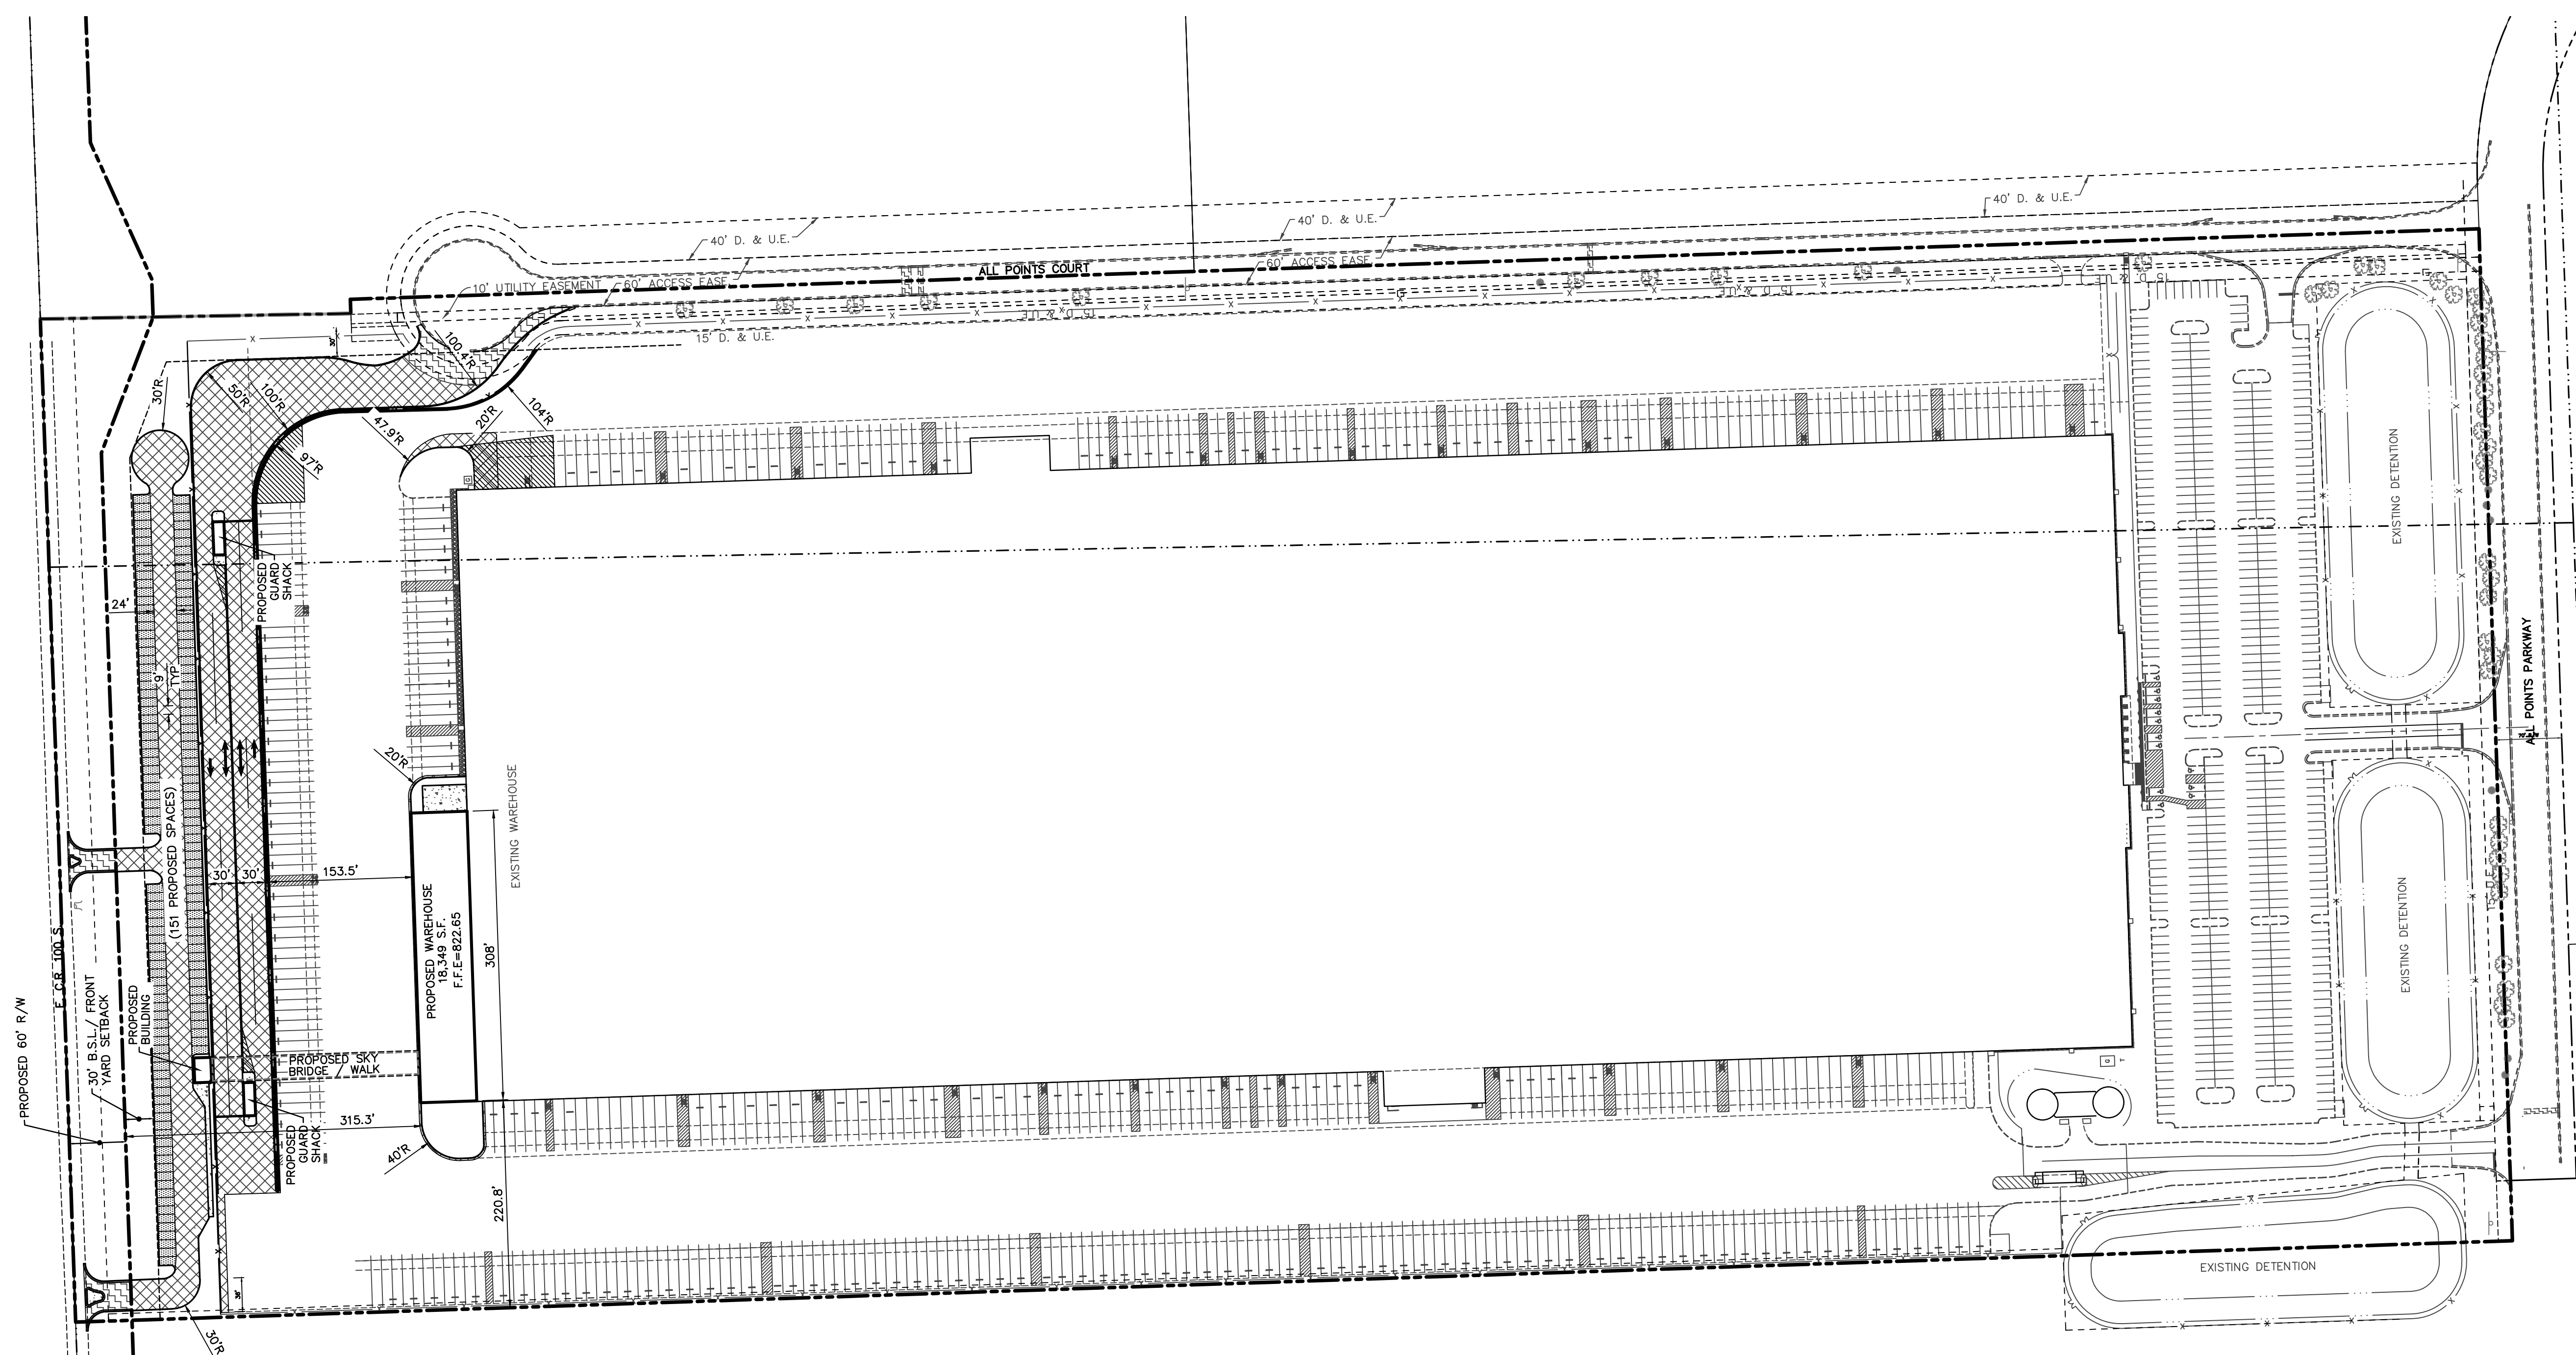 40' D. & U.E.
40' D. & U.E.
40' D. & U.E.
ALL POINTS COURT
60' ACCESS EASE.
10' UTILITY EASEMENT
60' ACCESS EASE.
15' D. & U.E.
15' D. & U.E.
15' D. & U.E.
15' D. & U.E.
30'R
50'R
100'R
100.4'R
47.9'R
20'R
104'R
97'R
PROPOSED
GUARD
SHACK
24'
9'
TYP
(151 PROPOSED SPACES)
20'R
EXISTING WAREHOUSE
30'
30'
153.5'
PROPOSED WAREHOUSE
18,349 S.F.
F.F.E=822.65
308'
E. C.R. 100 S.
PROPOSED 60' R/W
30' B.S.L./ FRONT
YARD SETBACK
PROPOSED
BUILDING
PROPOSED SKY
BRIDGE / WALK
PROPOSED
GUARD
SHACK
315.3'
40'R
220.8'
30'R
EXISTING DETENTION
ALL POINTS PARKWAY
EXISTING DETENTION
EXISTING DETENTION